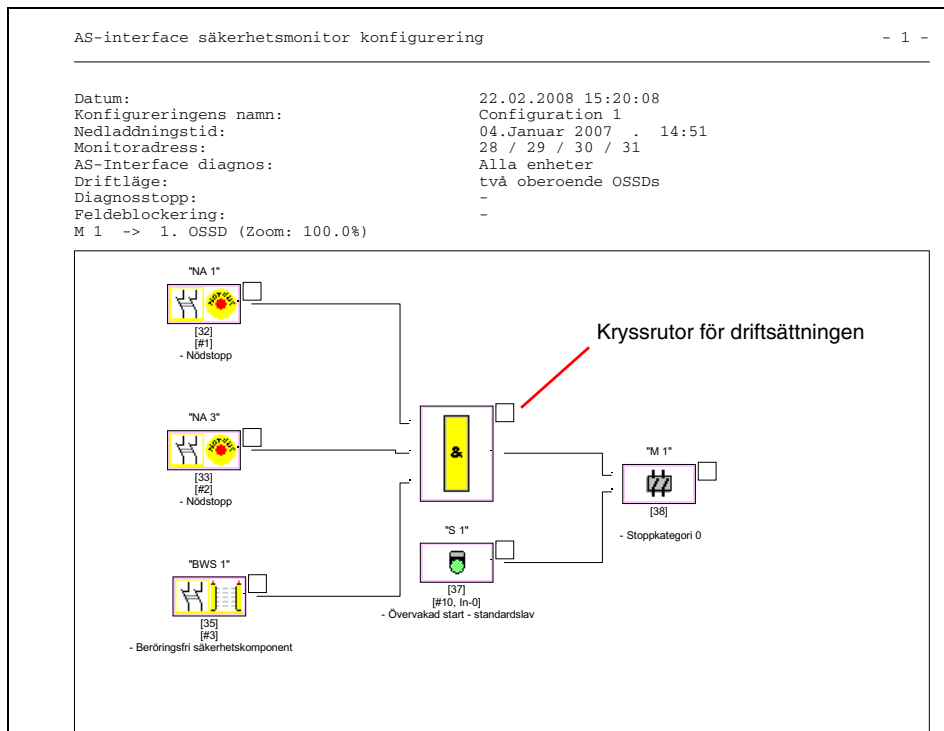 AS-interface säkerhetsmonitor konfigurering - 1 -
Datum: 22.02.2008 15:20:08
Konfigureringens namn: Configuration 1
Nedladdningstid: 04.Januar 2007 . 14:51
Monitoradress: 28 / 29 / 30 / 31
AS-Interface diagnos: Alla enheter
Driftläge: två oberoende OSSDs
Diagnosstopp: -
Feldeblockering: -
M 1 -> 1. OSSD (Zoom: 100.0%)
"NA 1"
[32]
[#1]
- Nödstopp
Kryssrutor för driftsättningen
"NA 3"
[33]
[#2]
- Nödstopp
&
"M 1"
[38]
- Stoppkategori 0
"S 1"
[37]
[#10, In-0]
- Övervakad start - standardslav
"BWS 1"
[35]
[#3]
- Beröringsfri säkerhetskomponent